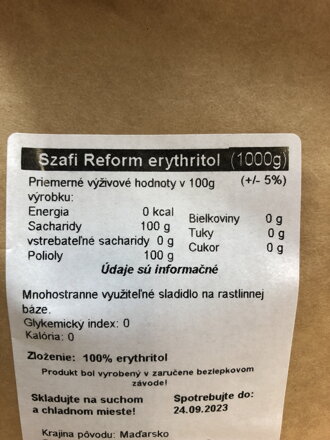 Szafi Reform erythritol (1000g)
Priemerné výživové hodnoty v 100g (+/- 5%)
výrobku:
Energia 0 kcal
Sacharidy 100 g
vstrebateľné sacharidy 0 g
Polioly 100 g
Bielkoviny 0 g
Tuky 0 g
Cukor 0 g
Údaje sú informačné
Mnohostranne využiteľné sladidlo na rastlinnej
báze.
Glykemický index: 0
Kalória: 0
Zloženie: 100% erythritol
Produkt bol vyrobený v zaručene bezlepkovom
závode!
Skladujte na suchom
a chladnom mieste!
Spotrebujte do:
24.09.2023
Krajina pôvodu: Maďarsko